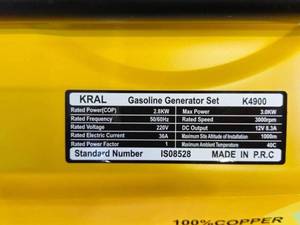 KRAL Gasoline Generator Set K4900
Rated Power(COP) 2.8KW Max Power 3.0KW
Rated Frequency 50/60Hz Rated Speed 3000rpm
Rated Voltage 220V DC Output 12V 8.3A
Rated Electric Current 36A Maximum Site Altitude of Installation 1000m
Rated Power Factor 1 Maximum Ambient Temperature 40C
Standard Number IS08528 MADE IN P.R.C
100%COPPER